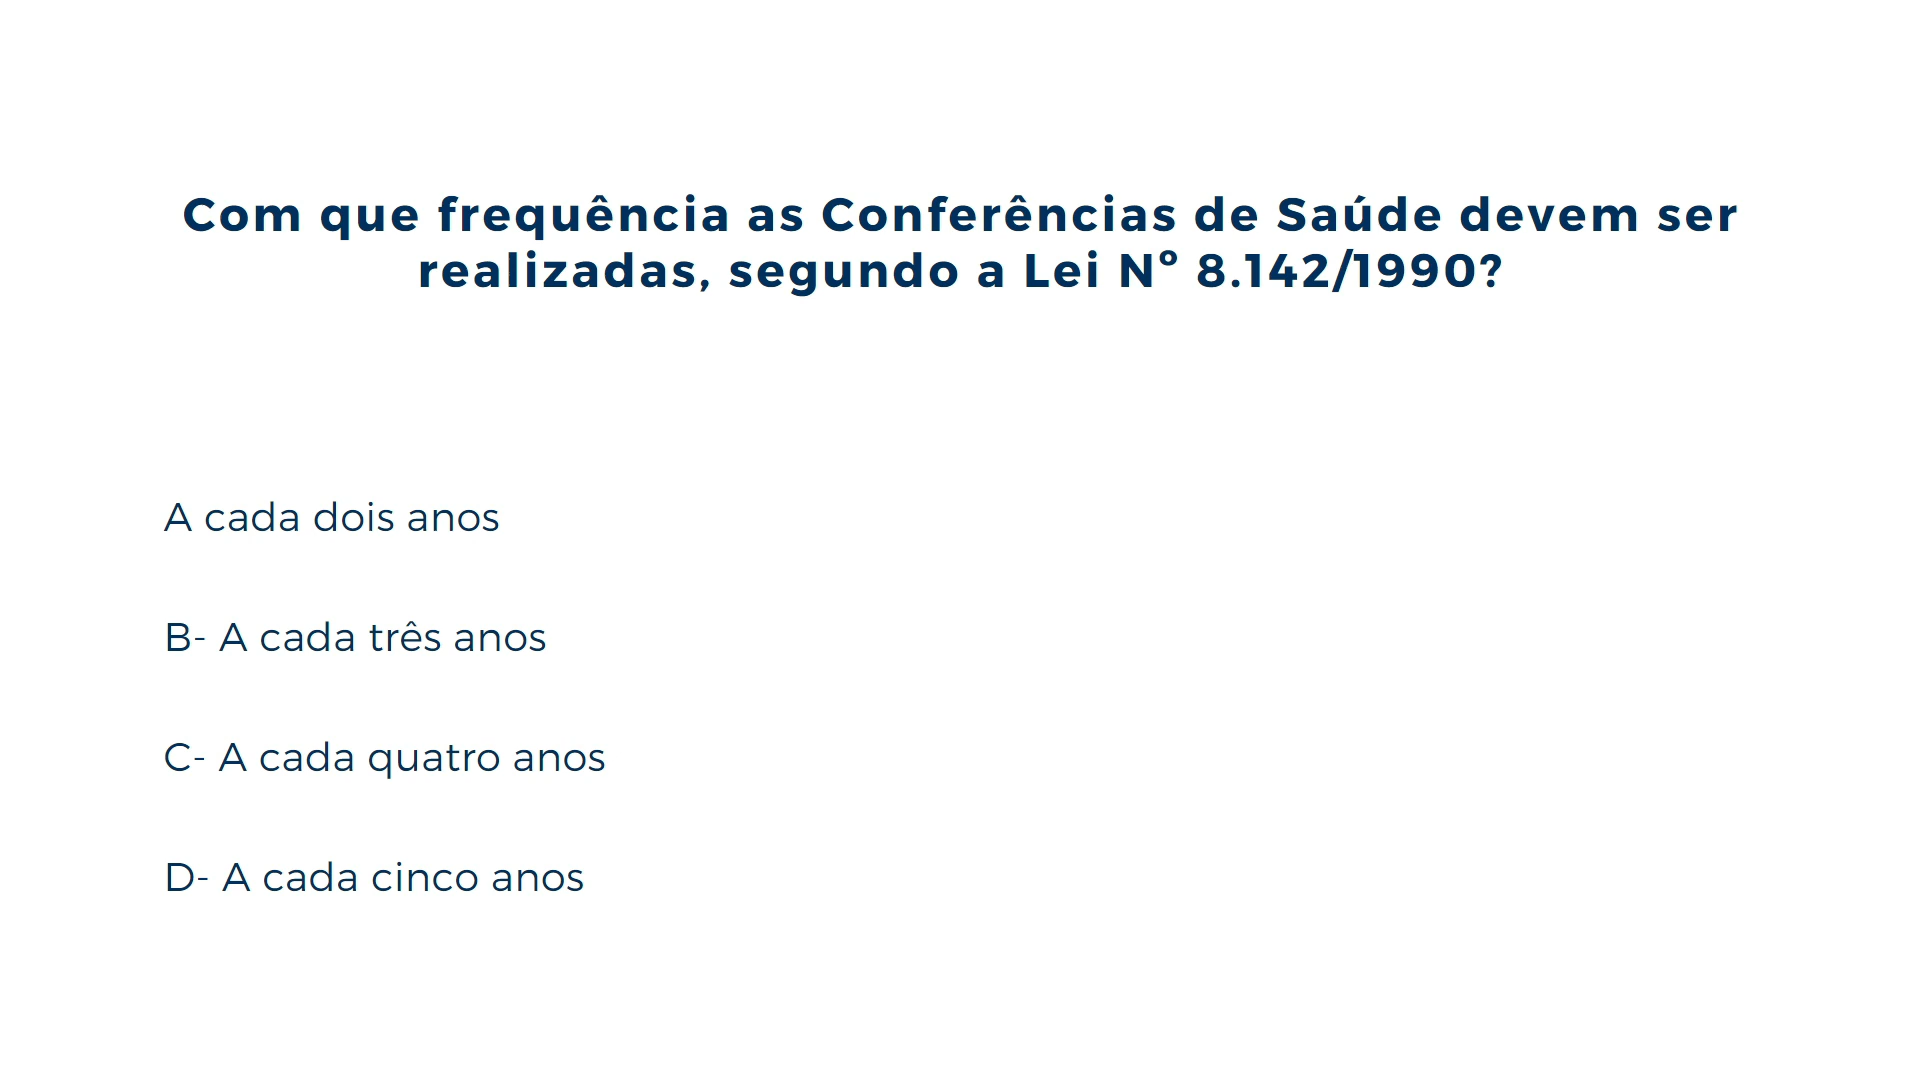 Com que frequência as Conferências de Saúde devem ser
realizadas, segundo a Lei Nº 8.142/1990?
A cada dois anos
B- A cada três anos
C- A cada quatro anos
D- A cada cinco anos